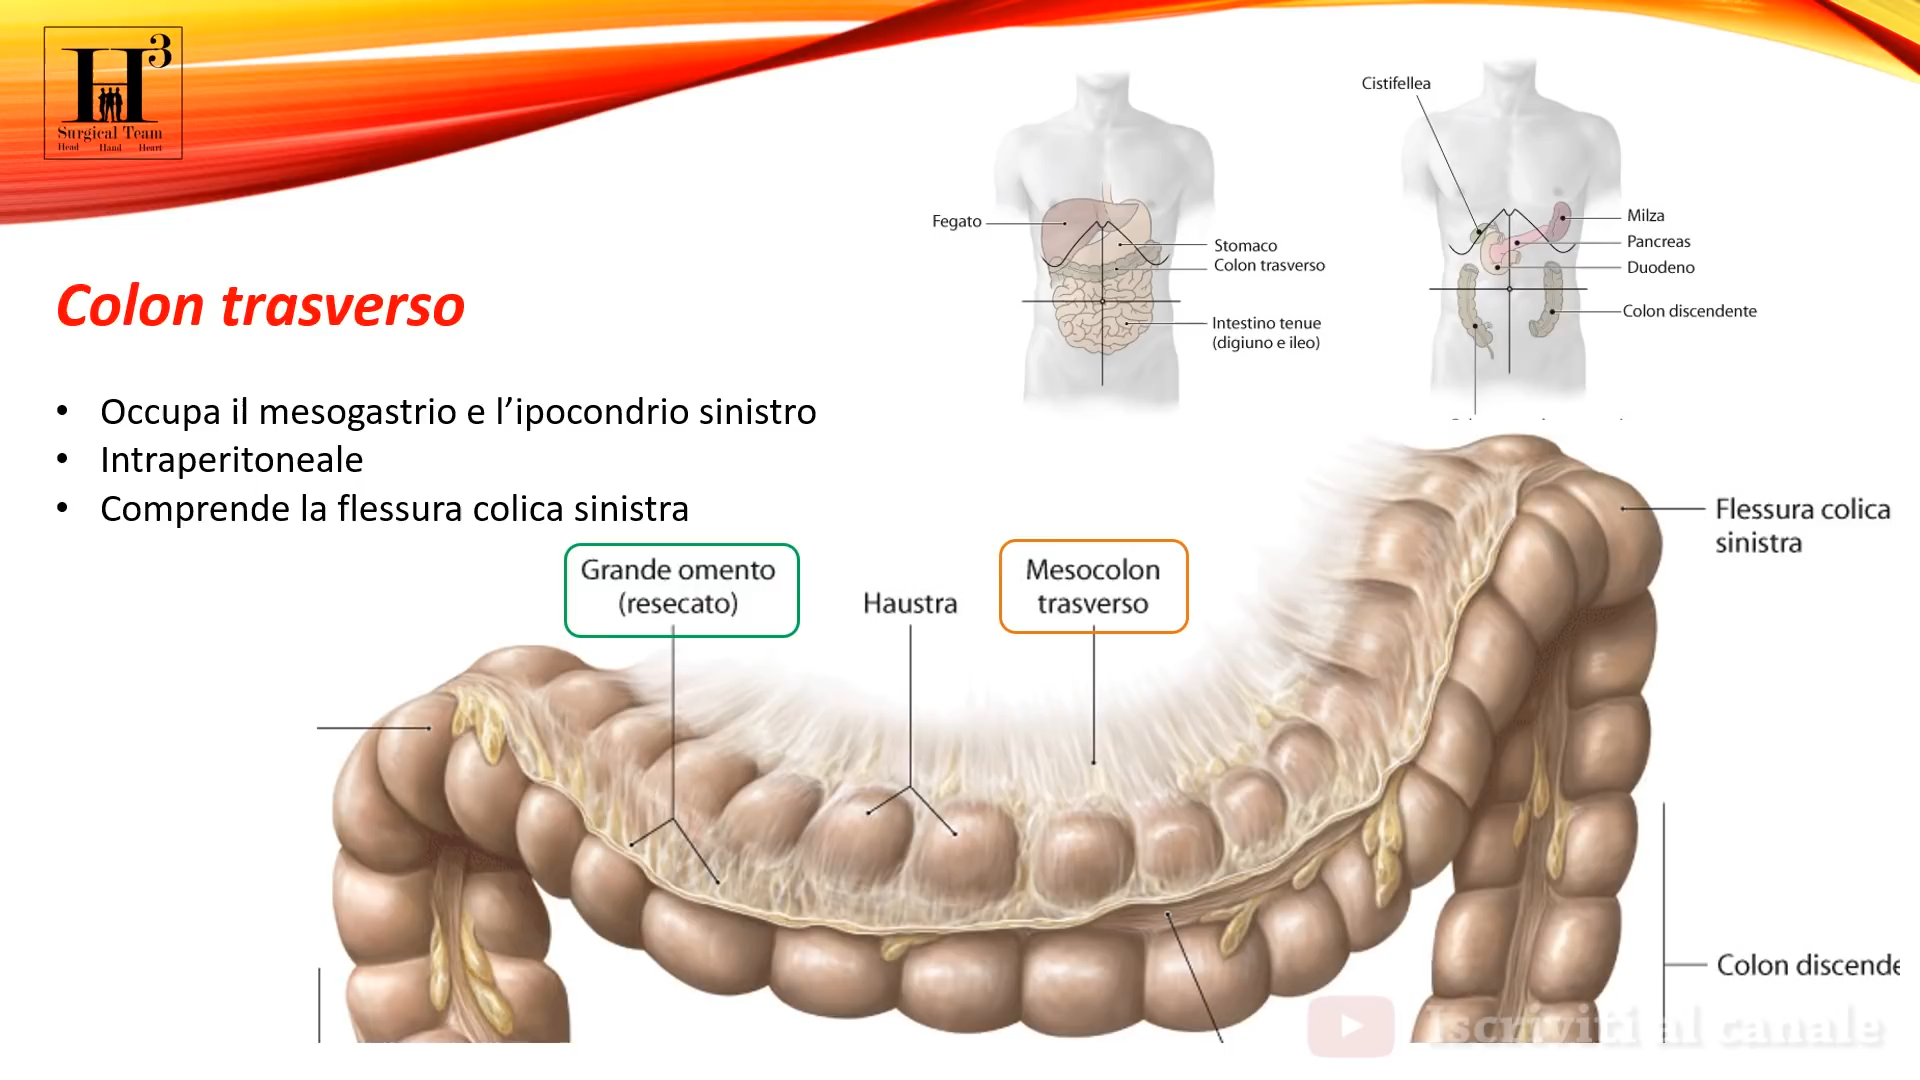 H3
Surgical Team
Head Hand Heart
Cistifellea
Fegato
Stomaco
Colon trasverso
Intestino tenue
(digiuno e ileo)
Milza
Pancreas
Duodeno
Colon discendente
Colon trasverso
• Occupa il mesogastrio e l’ipocondrio sinistro
• Intraperitoneale
• Comprende la flessura colica sinistra
Grande omento
(resecato)
Haustra
Mesocolon
trasverso
Flessura colica
sinistra
Colon discende
Iscriviti al canale